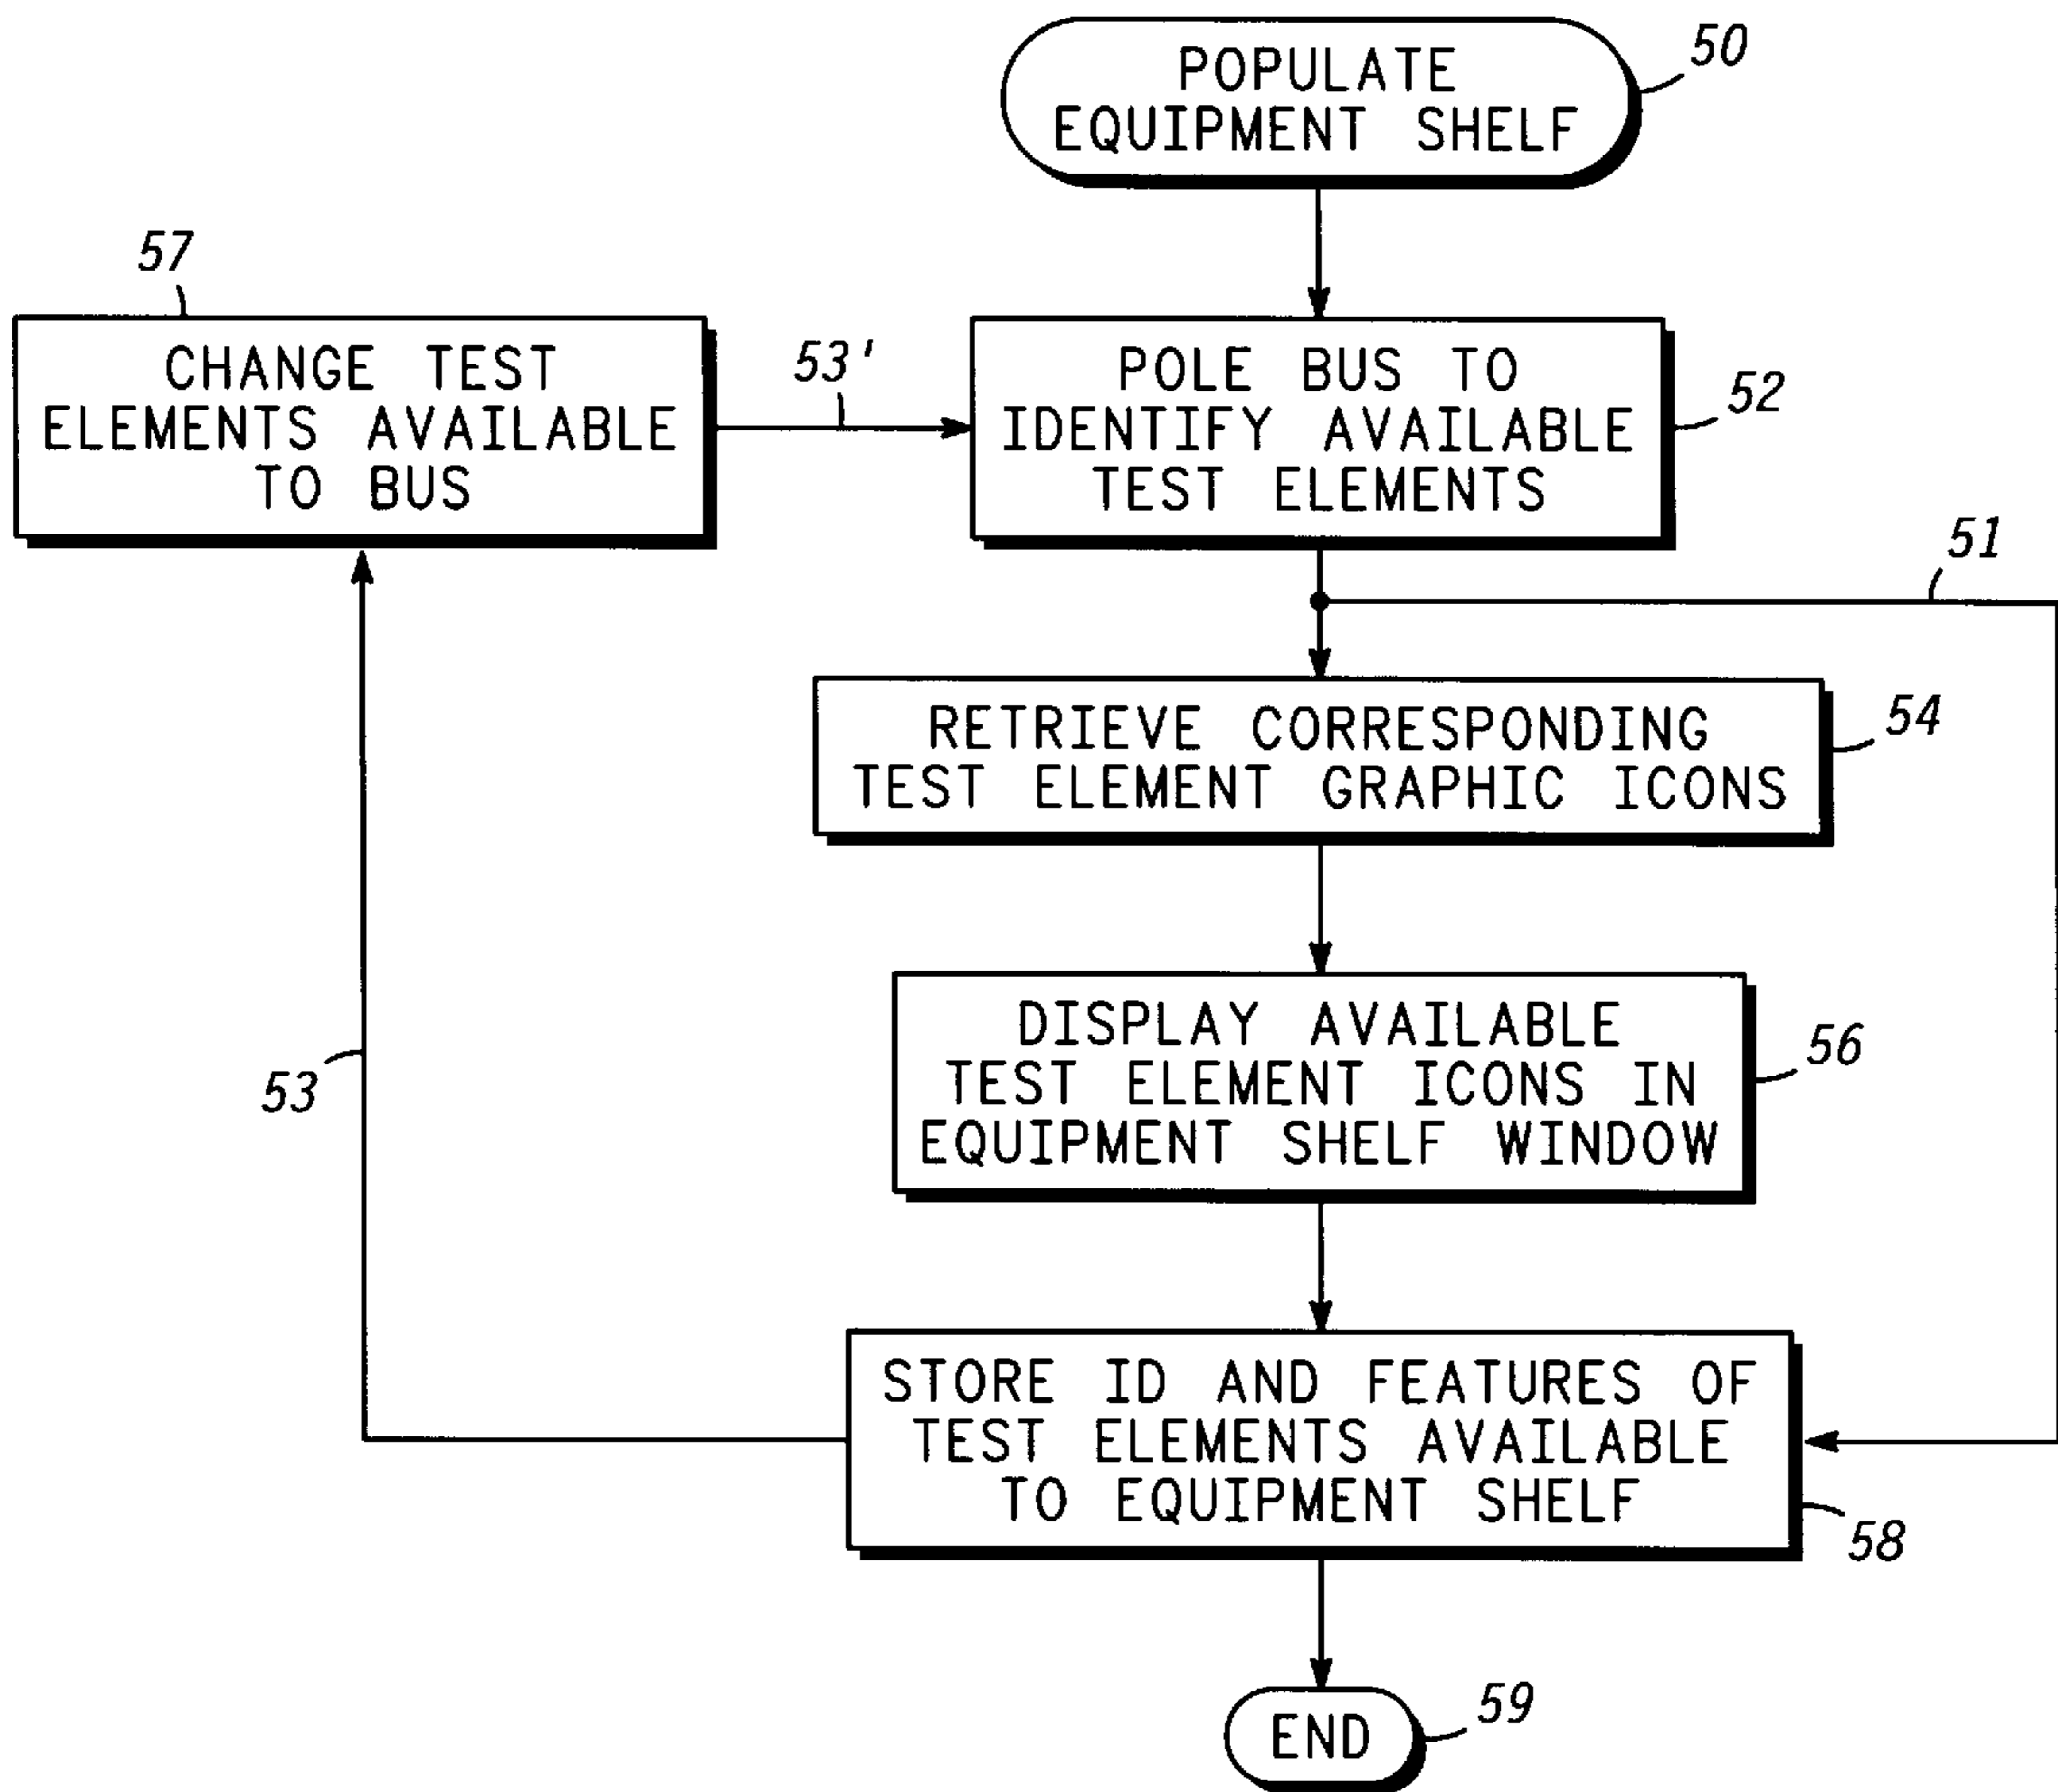 POPULATE
EQUIPMENT SHELF
50
57
CHANGE TEST
ELEMENTS AVAILABLE
TO BUS
53'
POLE BUS TO
IDENTIFY AVAILABLE
TEST ELEMENTS
52
51
RETRIEVE CORRESPONDING
TEST ELEMENT GRAPHIC ICONS
54
DISPLAY AVAILABLE
TEST ELEMENT ICONS IN
EQUIPMENT SHELF WINDOW
56
53
STORE ID AND FEATURES OF
TEST ELEMENTS AVAILABLE
TO EQUIPMENT SHELF
58
END
59